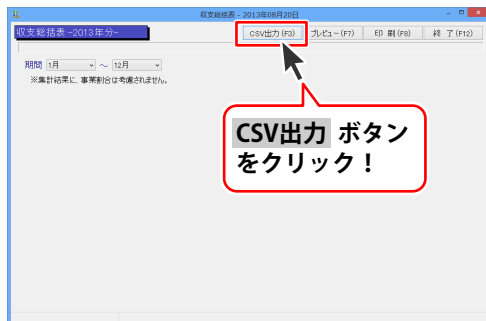 収支総括表 - 2013年08月20日
収支総括表 -2013年分-
CSV出力(F3) プレビュー(F7) 印 刷(F8) 終 了(F12)
期間 1月 ～ 12月
※集計結果に、事業割合は考慮されません。
CSV出力 ボタン
をクリック！